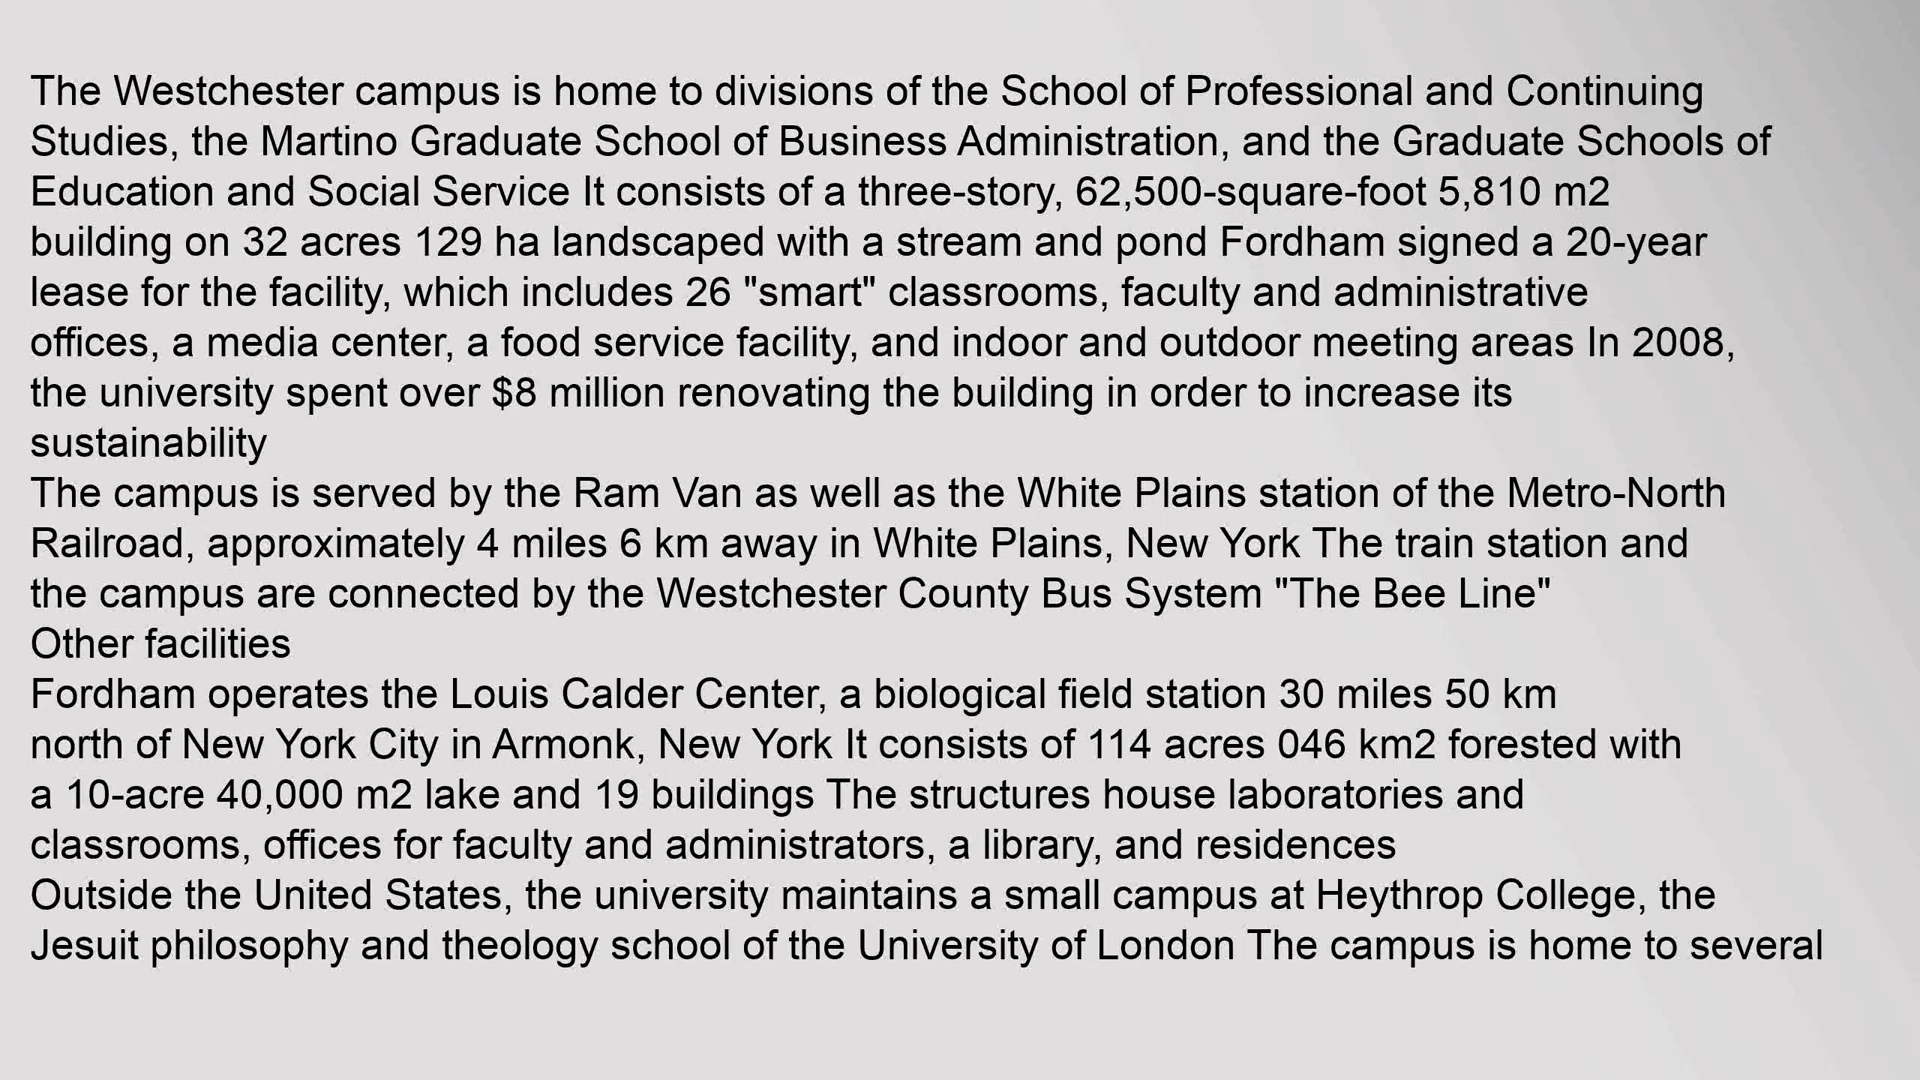 The Westchester campus is home to divisions of the School of Professional and Continuing
Studies, the Martino Graduate School of Business Administration, and the Graduate Schools of
Education and Social Service It consists of a three-story, 62,500-square-foot 5,810 m2
building on 32 acres 129 ha landscaped with a stream and pond Fordham signed a 20-year
lease for the facility, which includes 26 "smart" classrooms, faculty and administrative
offices, a media center, a food service facility, and indoor and outdoor meeting areas In 2008,
the university spent over $8 million renovating the building in order to increase its
sustainability
The campus is served by the Ram Van as well as the White Plains station of the Metro-North
Railroad, approximately 4 miles 6 km away in White Plains, New York The train station and
the campus are connected by the Westchester County Bus System "The Bee Line"
Other facilities
Fordham operates the Louis Calder Center, a biological field station 30 miles 50 km
north of New York City in Armonk, New York It consists of 114 acres 046 km2 forested with
a 10-acre 40,000 m2 lake and 19 buildings The structures house laboratories and
classrooms, offices for faculty and administrators, a library, and residences
Outside the United States, the university maintains a small campus at Heythrop College, the
Jesuit philosophy and theology school of the University of London The campus is home to several